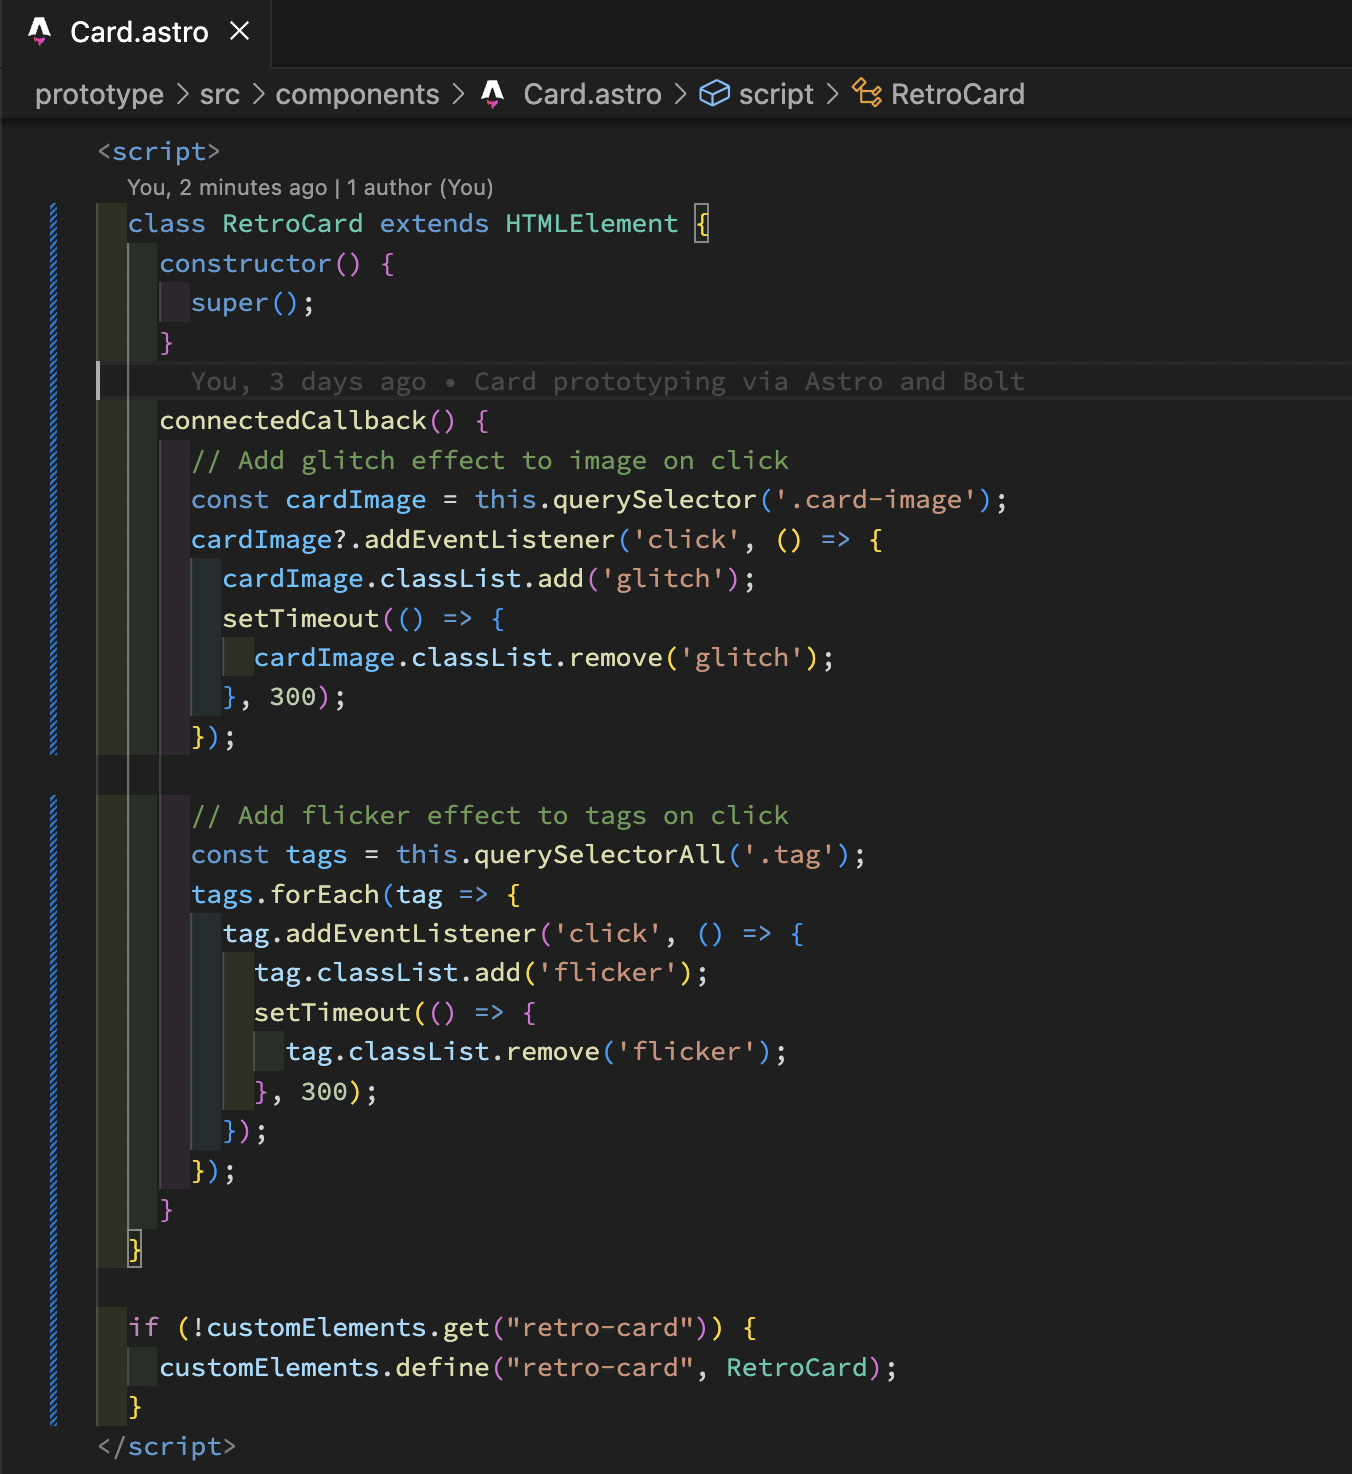 Card.astro
prototype > src > components > Card.astro > script > RetroCard
<script>
You, 2 minutes ago | 1 author (You)
class RetroCard extends HTMLElement {
constructor() {
super();
}
You, 3 days ago • Card prototyping via Astro and Bolt
connectedCallback() {
// Add glitch effect to image on click
const cardImage = this.querySelector('.card-image');
cardImage?.addEventListener('click', () => {
cardImage.classList.add('glitch');
setTimeout(() => {
cardImage.classList.remove('glitch');
}, 300);
});
// Add flicker effect to tags on click
const tags = this.querySelectorAll('.tag');
tags.forEach(tag => {
tag.addEventListener('click', () => {
tag.classList.add('flicker');
setTimeout(() => {
tag.classList.remove('flicker');
}, 300);
});
});
}
}
if (!customElements.get("retro-card")) {
customElements.define("retro-card", RetroCard);
}
</script>